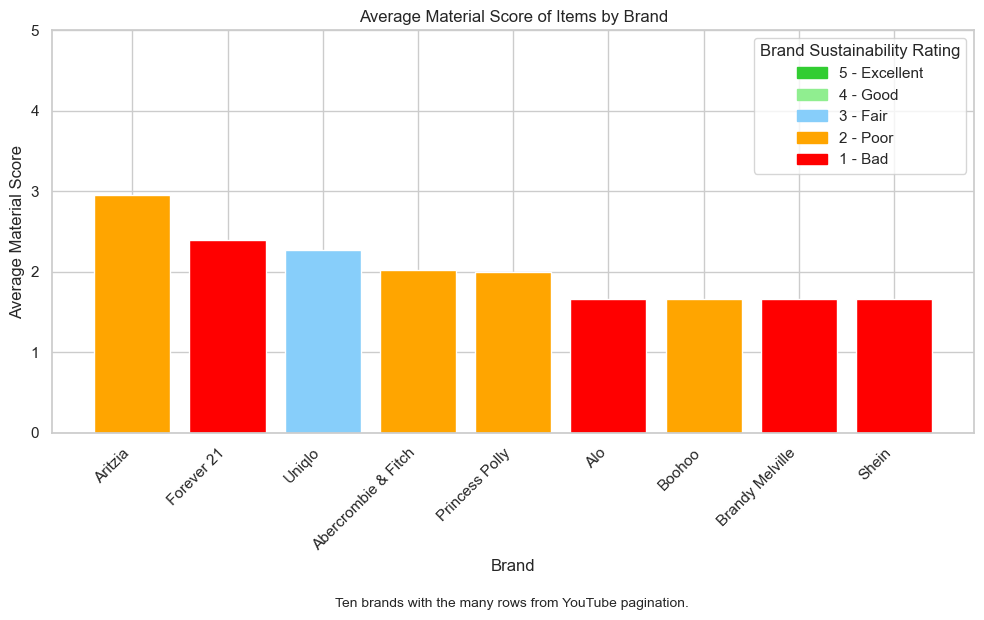 Average Material Score of Items by Brand
Brand Sustainability Rating
5 - Excellent
4 - Good
3 - Fair
2 - Poor
1 - Bad
Average Material Score
5
4
3
2
1
0
Aritzia
Forever 21
Uniqlo
Abercrombie & Fitch
Princess Polly
Alo
Boohoo
Brandy Melville
Shein
Brand
Ten brands with the many rows from YouTube pagination.